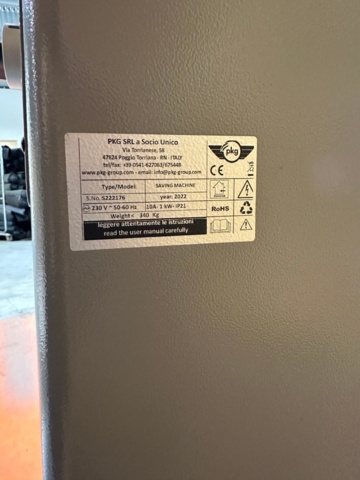 PKG SRL a Socio Unico
Via Torrianese, 58
47824 Poggio Torriana - RN - ITALY
tel/fax: +39-0541-627063/675448
www.pkg-group.com - email: info@pkg-group.com
pkg
CE
Type/Model: SAVING MACHINE
S.No. S222176 year: 2022
230 V ~ 50-60 Hz 10A- 1 kW- IP21
RoHS
Weight 340 Kg
leggere attentamente le istruzioni
read the user manual carefully